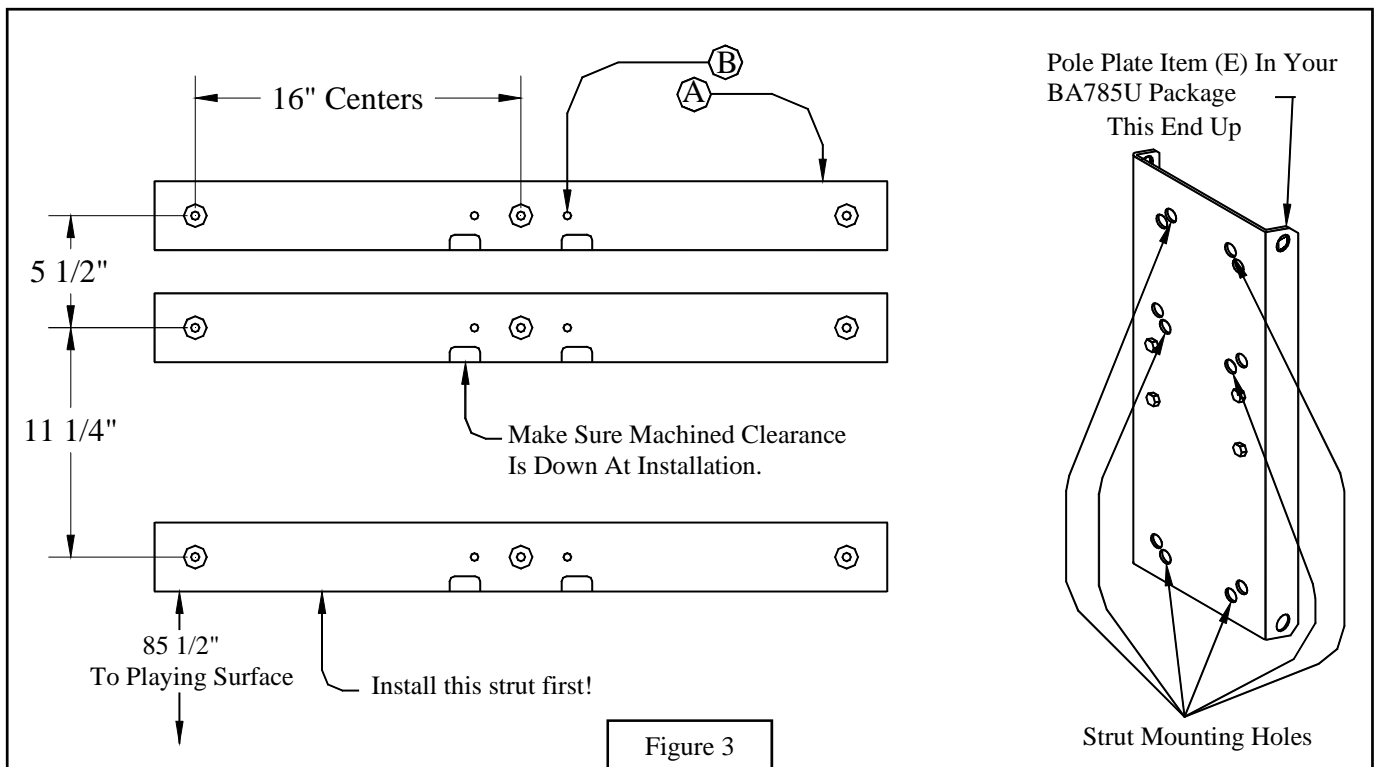 B
A
16" Centers
5 1/2"
11 1/4"
Make Sure Machined Clearance
Is Down At Installation.
85 1/2"
To Playing Surface
Install this strut first!
Figure 3
Pole Plate Item (E) In Your
BA785U Package
This End Up
Strut Mounting Holes